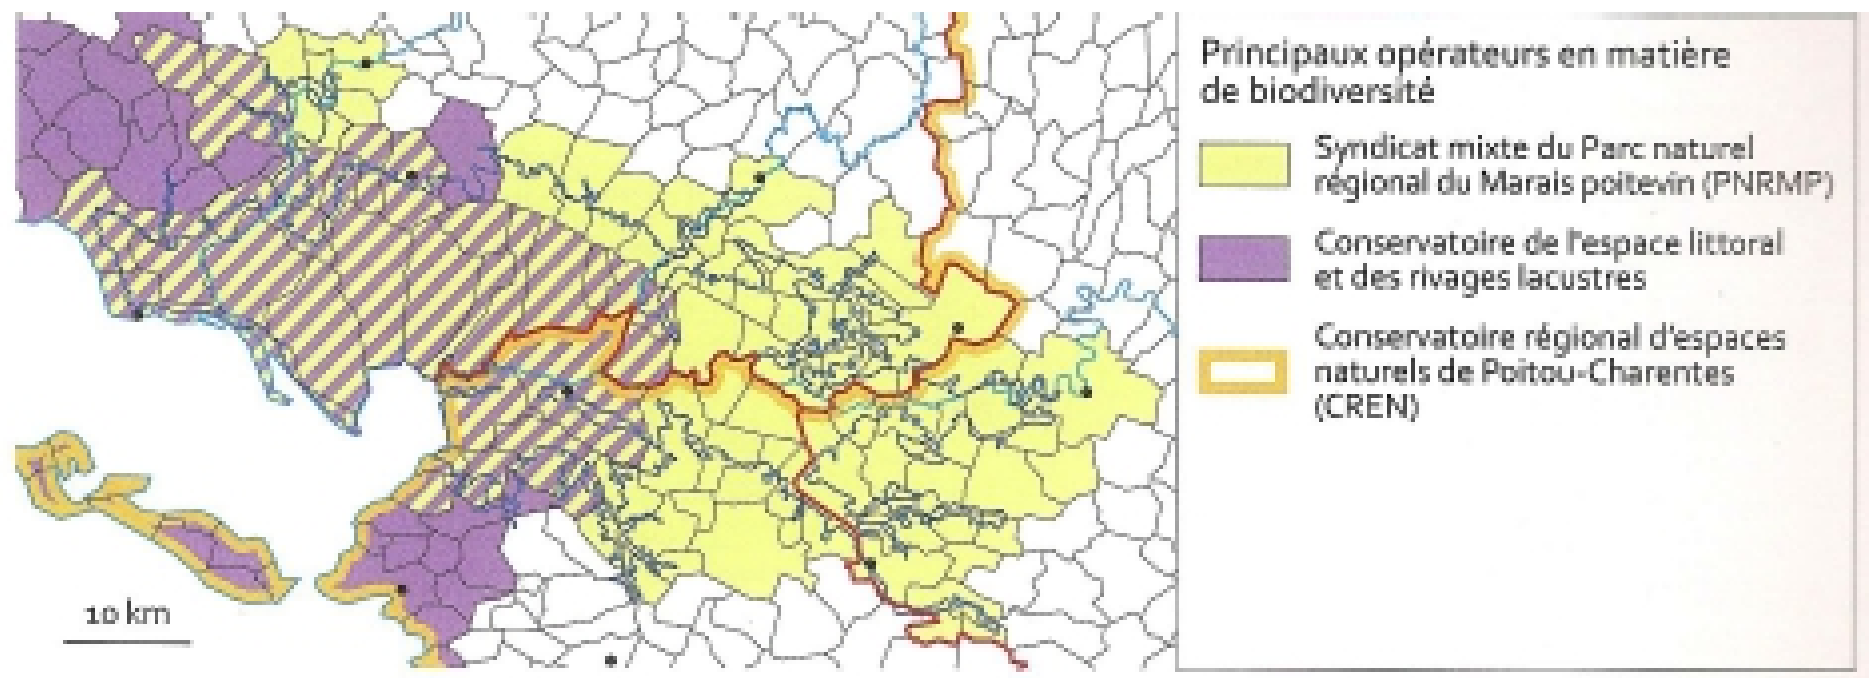 Principaux opérateurs en matière
de biodiversité
Syndicat mixte du Parc naturel
régional du Marais poitevin (PNRMP)
Conservatoire de l'espace littoral
et des rivages lacustres
Conservatoire régional d'espaces
naturels de Poitou-Charentes
(CREN)
10 km